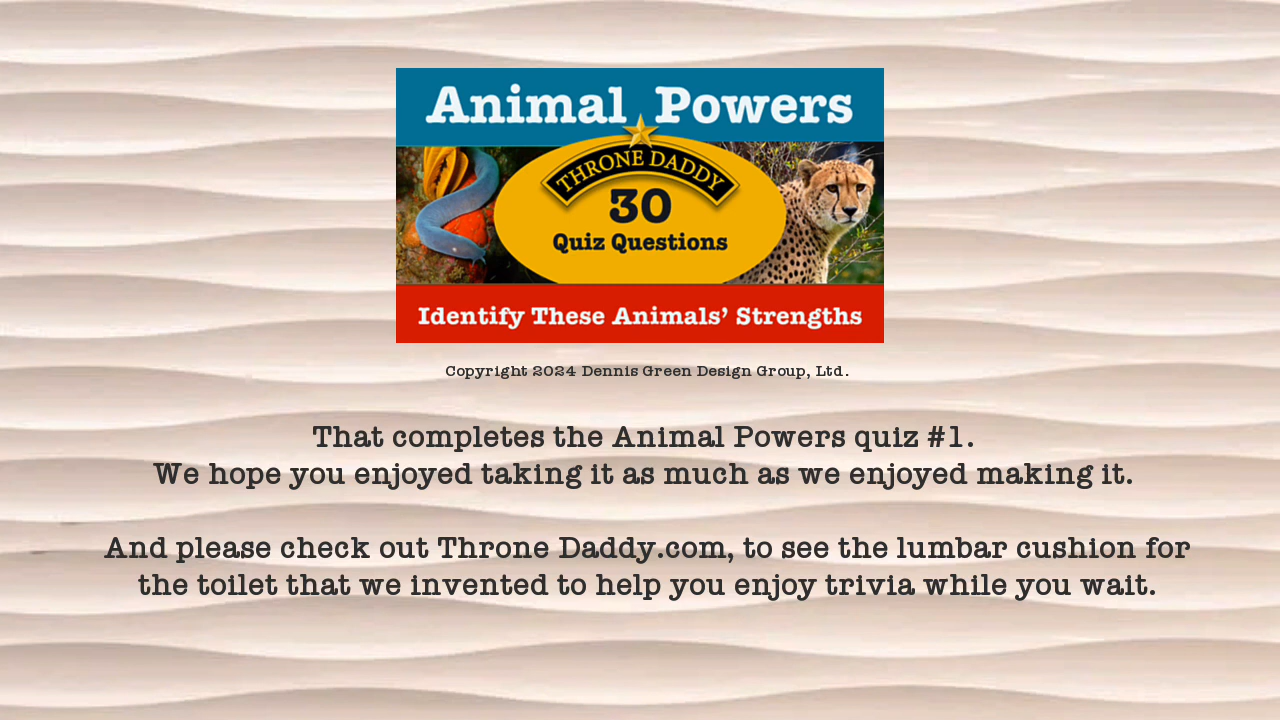 Animal Powers
THRONE DADDY
30
Quiz Questions
Identify These Animals' Strengths
Copyright 2024 Dennis Green Design Group, Ltd.
That completes the Animal Powers quiz #1.
We hope you enjoyed taking it as much as we enjoyed making it.
And please check out Throne Daddy.com, to see the lumbar cushion for
the toilet that we invented to help you enjoy trivia while you wait.